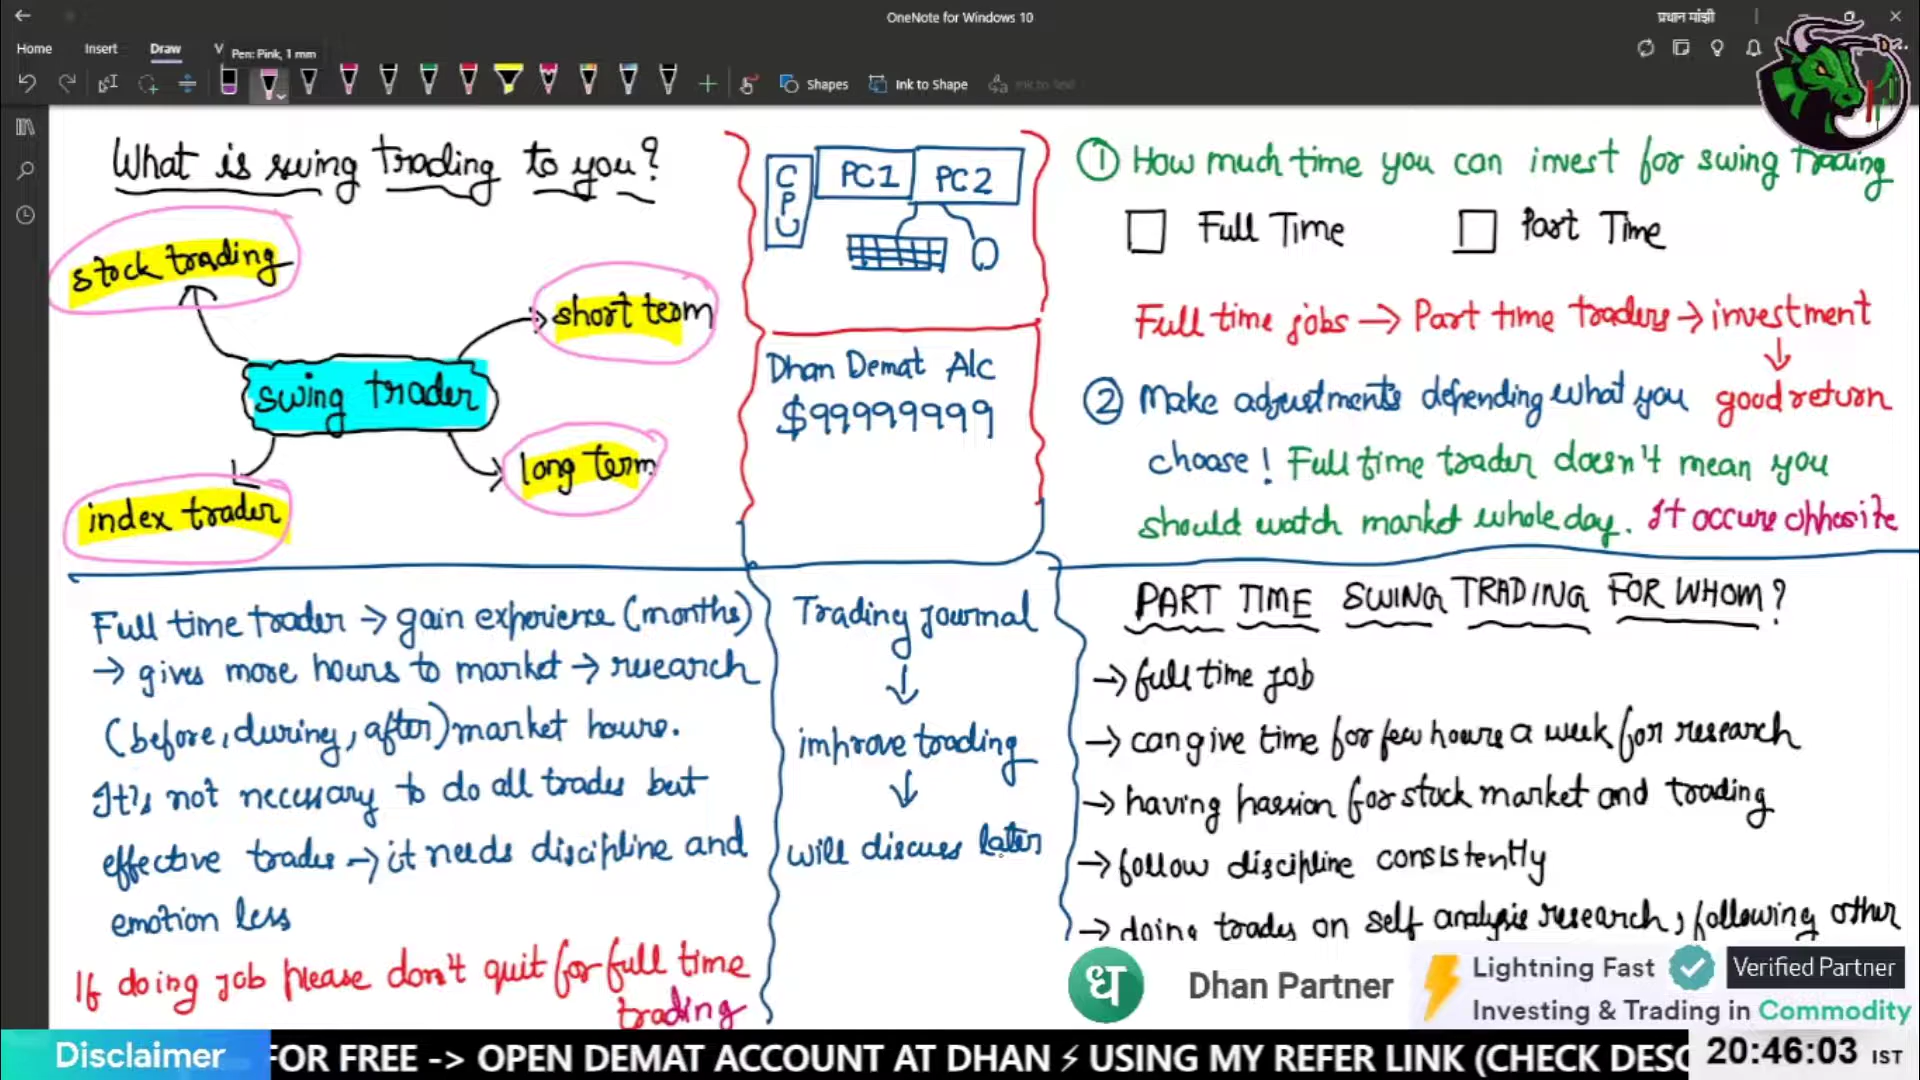 OneNote for Windows 10
प्रधान मांझी
Home
Insert
Draw
V
Pen: Pink, 1 mm
Shapes
Ink to Shape
Ink to Text
What is swing trading to you?
stock trading
short term
swing trader
long term
index trader
CPU
PC1
PC2
Dhan Demat A/c
$99999999
① How much time you can invest for swing trading
Full Time
Part Time
Full time jobs → Part time traders → investment
↓
good return
② Make adjustments depending what you
choose! Full time trader doesn't mean you
should watch market whole day. It occurs opposite
Full time trader → gain experience (months)
→ gives more hours to market → research
(before, during, after) market hours.
It's not necessary to do all trades but
effective trades → it needs discipline and
emotion less
If doing job please don't quit for full time
trading
Trading Journal
↓
improve trading
↓
will discuss later
PART TIME SWING TRADING FOR WHOM?
→ full time job
→ can give time for few hours a week for research
→ having passion for stock market and trading
→ follow discipline consistently
→ doing trades on self analysis research, following other
ध
Dhan Partner
Lightning Fast
Verified Partner
Investing & Trading in Commodity
Disclaimer
FOR FREE -> OPEN DEMAT ACCOUNT AT DHAN ⚡ USING MY REFER LINK (CHECK DESC
20:46:03 IST